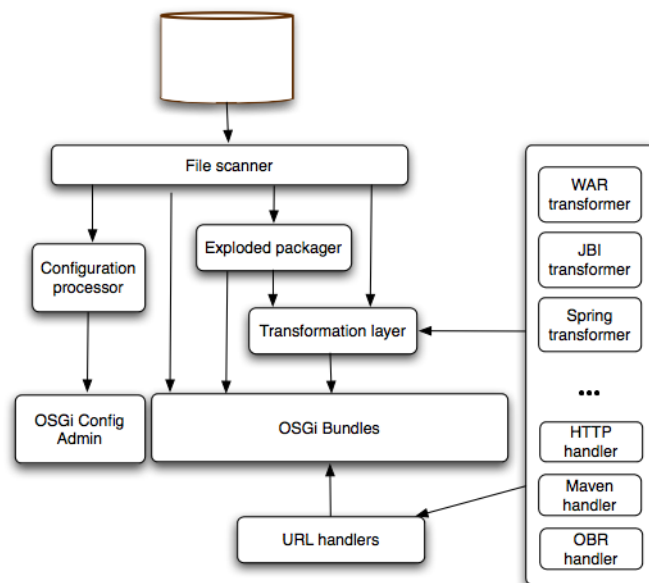 File scanner
WAR
transformer
Exploded packager
JBI
transformer
Configuration
processor
Transformation layer
Spring
transformer
...
OSGi Config
Admin
OSGi Bundles
HTTP
handler
Maven
handler
URL handlers
OBR
handler